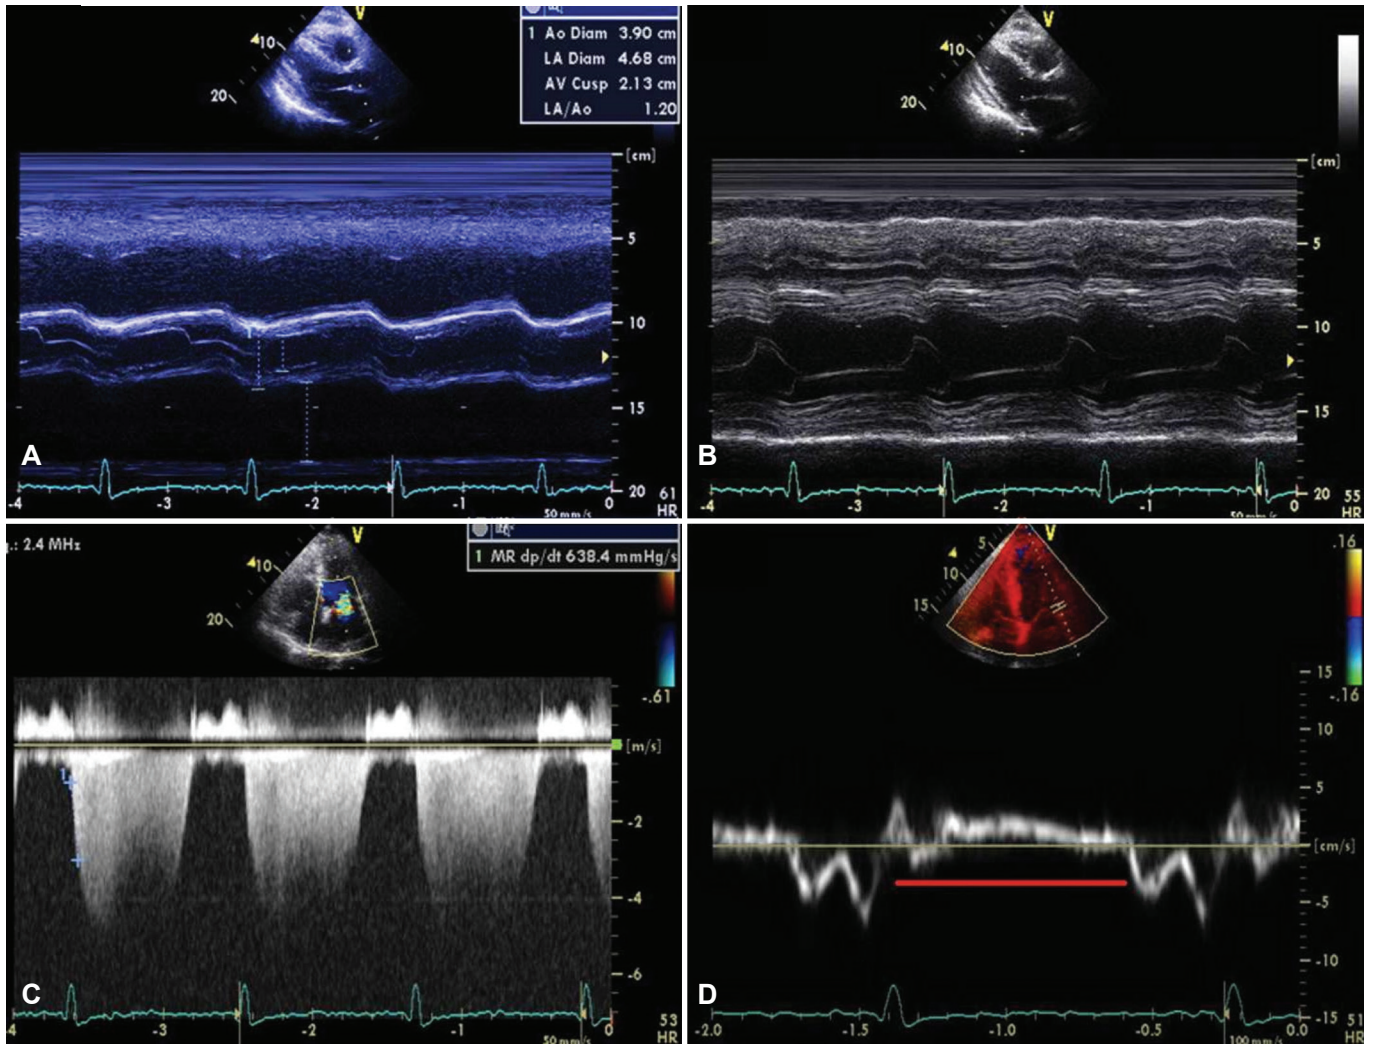 V
10
20
1 Ao Diam 3.90 cm
LA Diam 4.68 cm
AV Cusp 2.13 cm
LA/Ao 1.20
[cm]
5
10
15
A
-4 -3 -2 -1 0
20 61
50 mm/s HR
V
10
20
[cm]
5
10
15
B
-4 -3 -2 -1 0
20 55
50 mm/s HR
.: 2.4 MHz
V
10
20
1 MR dp/dt 638.4 mmHg/s
-.61
[m/s]
1
-2
-4
-6
C
-4 -3 -2 -1 0
53
50 mm/s HR
V
5
10
15
.16
-.16
15
10
5
[cm/s]
-5
-10
D
-2.0 -1.5 -1.0 -0.5 0.0
-15 51
100 mm/s HR